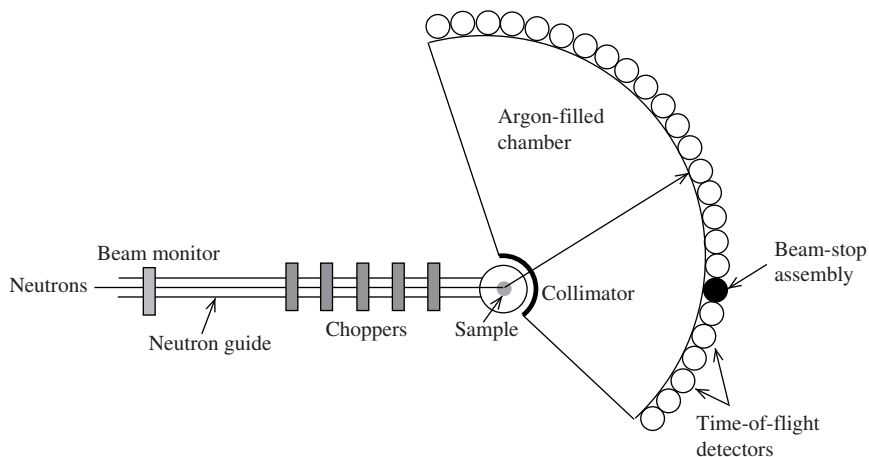 Argon-filled
chamber
Beam monitor
Beam-stop
assembly
Neutrons
Collimator
Choppers
Sample
Neutron guide
Time-of-flight
detectors